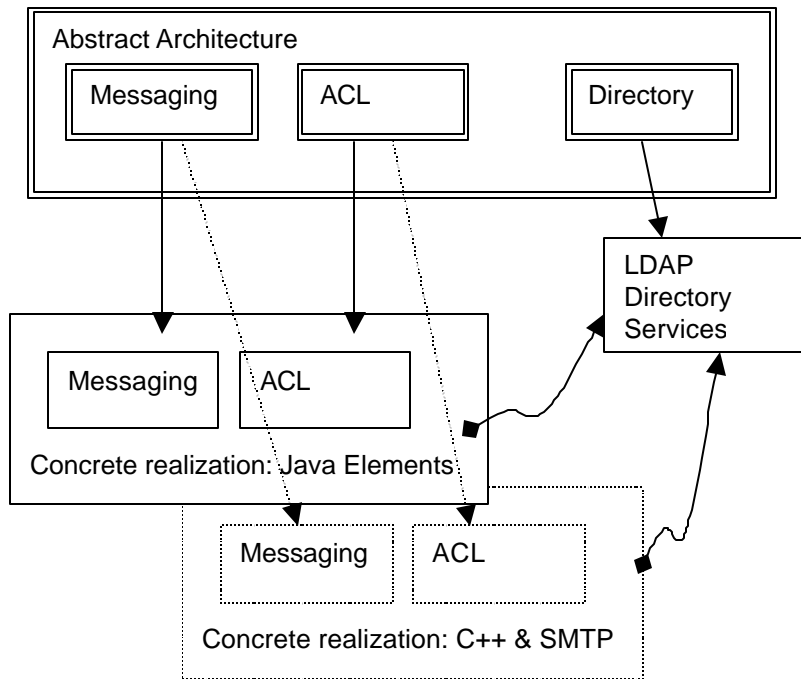 Abstract Architecture
Messaging
ACL
Directory
LDAP
Directory
Services
Messaging
ACL
Concrete realization: Java Elements
Messaging
ACL
Concrete realization: C++ & SMTP